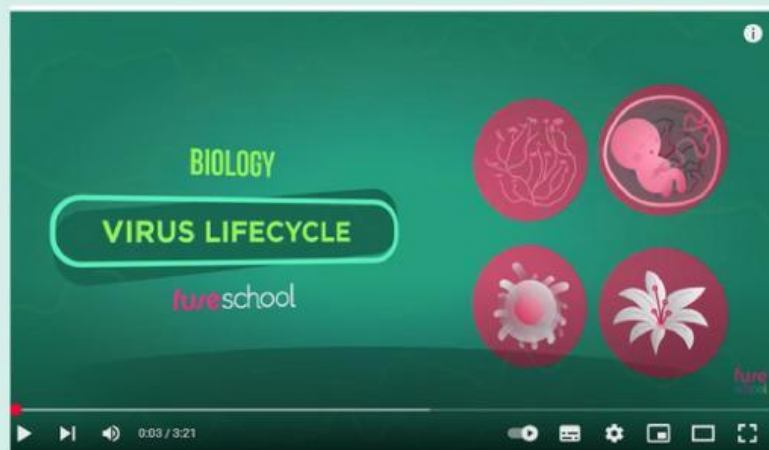 BIOLOGY
VIRUS LIFECYCLE
fuseschool
fuse
school
0:03 / 3:21